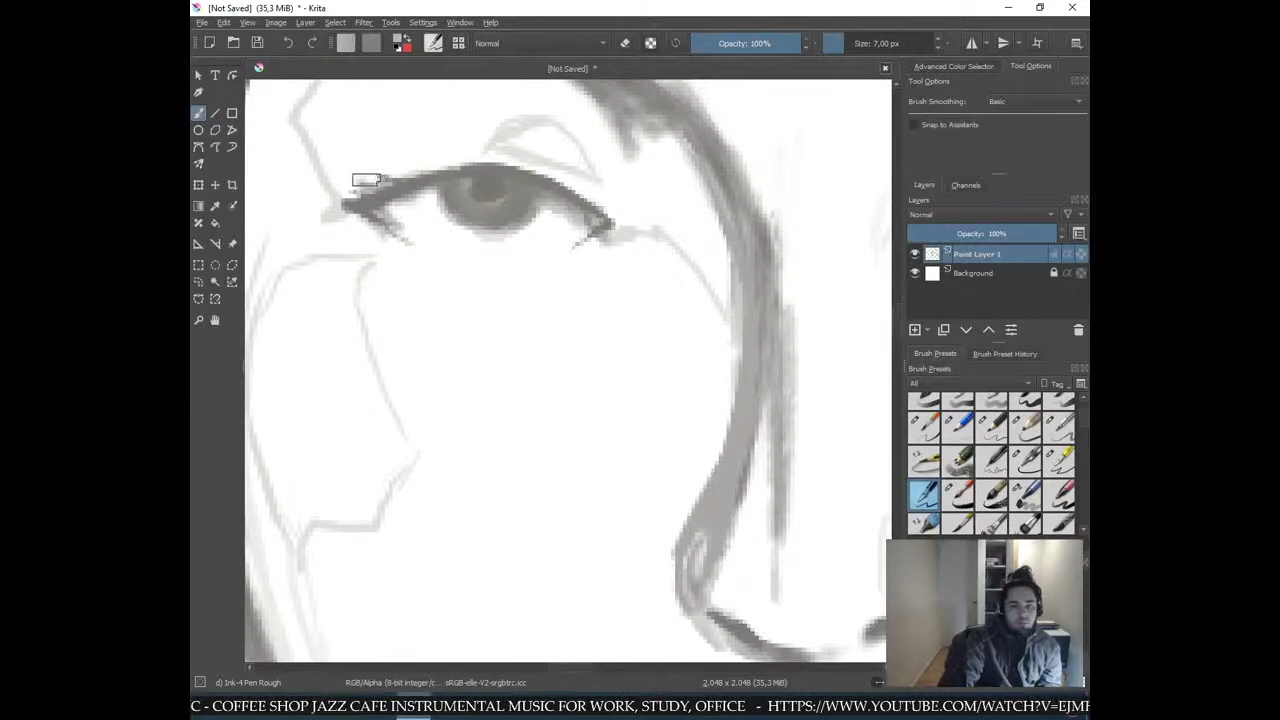 [Not Saved] (35,3 MiB) * - Krita
File Edit View Image Layer Select Filter Tools Settings Window Help
Normal Opacity: 100% Size: 7,00 px
[Not Saved] *
Advanced Color Selector Tool Options
Tool Options
Brush Smoothing: Basic
Snap to Assistants
Layers Channels
Layers
Normal
Opacity: 100%
Paint Layer 1
Background
Brush Presets Brush Preset History
Brush Presets
All Tag
d) Ink-4 Pen Rough RGB/Alpha (8-bit integer/c... sRGB-elle-V2-srgbtrc.icc 2.048 x 2.048 (35,3 MiB)
C - COFFEE SHOP JAZZ CAFE INSTRUMENTAL MUSIC FOR WORK, STUDY, OFFICE - HTTPS://WWW.YOUTUBE.COM/WATCH?V=EJMF